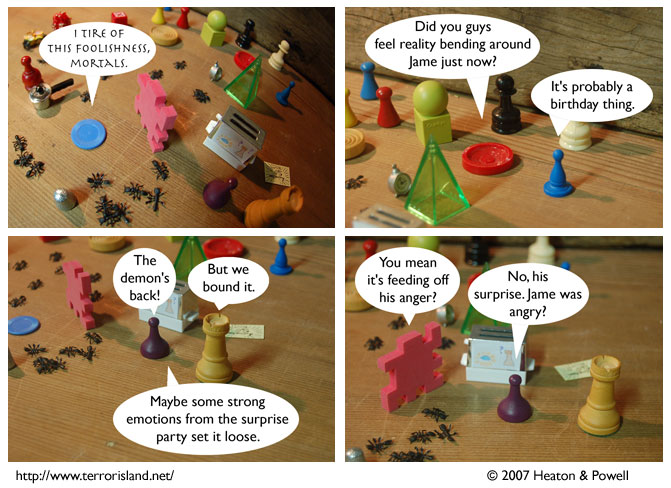 I TIRE OF
THIS FOOLISHNESS,
MORTALS.
Did you guys
feel reality bending around
Jame just now?
It's probably a
birthday thing.
The
demon's
back!
But we
bound it.
Maybe some strong
emotions from the surprise
party set it loose.
You mean
it's feeding off
his anger?
No, his
surprise. Jame was
angry?
http://www.terrorisland.net/
© 2007 Heaton & Powell